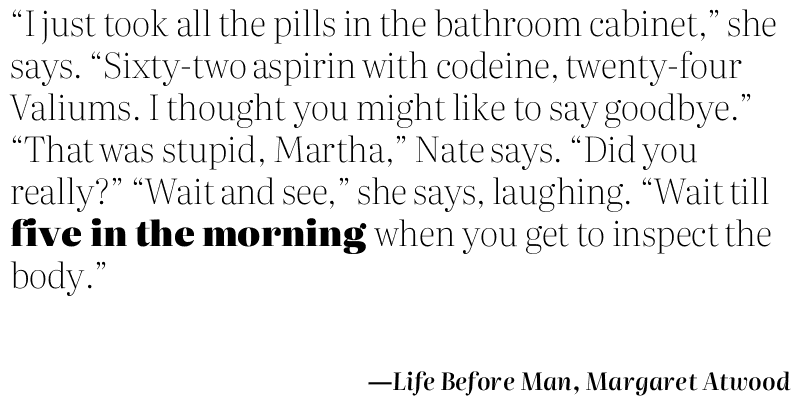 “I just took all the pills in the bathroom cabinet,” she
says. “Sixty-two aspirin with codeine, twenty-four
Valiums. I thought you might like to say goodbye.”
“That was stupid, Martha,” Nate says. “Did you
really?” “Wait and see,” she says, laughing. “Wait till
five in the morning when you get to inspect the
body.”
—Life Before Man, Margaret Atwood